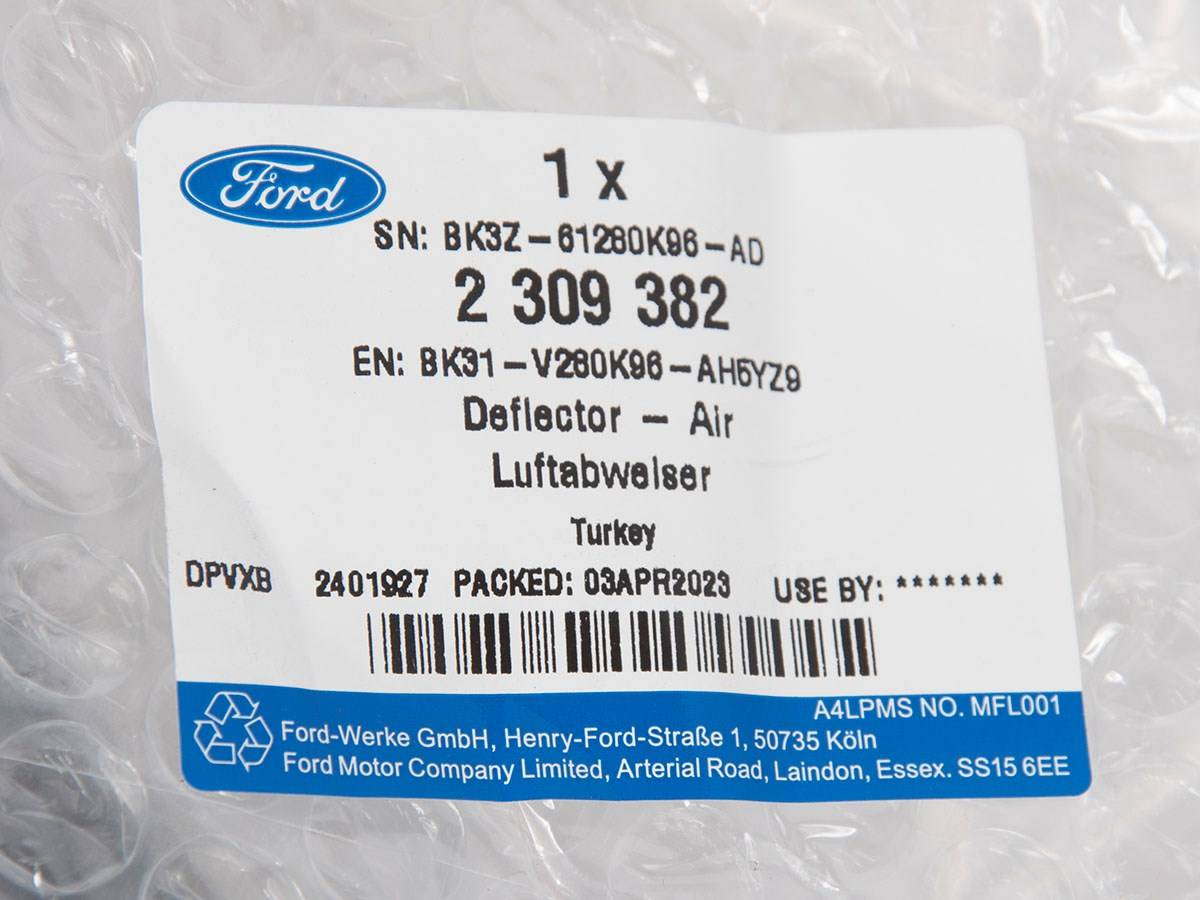 Ford
1 x
SN: BK3Z-61280K96-AD
2 309 382
EN: BK31-V280K96-AH5YZ9
Deflector - Air
Luftabweiser
Turkey
DPVXB 2401927 PACKED: 03APR2023 USE BY: *******
A4LPMS NO. MFL001
Ford-Werke GmbH, Henry-Ford-Straße 1, 50735 Köln
Ford Motor Company Limited, Arterial Road, Laindon, Essex. SS15 6EE